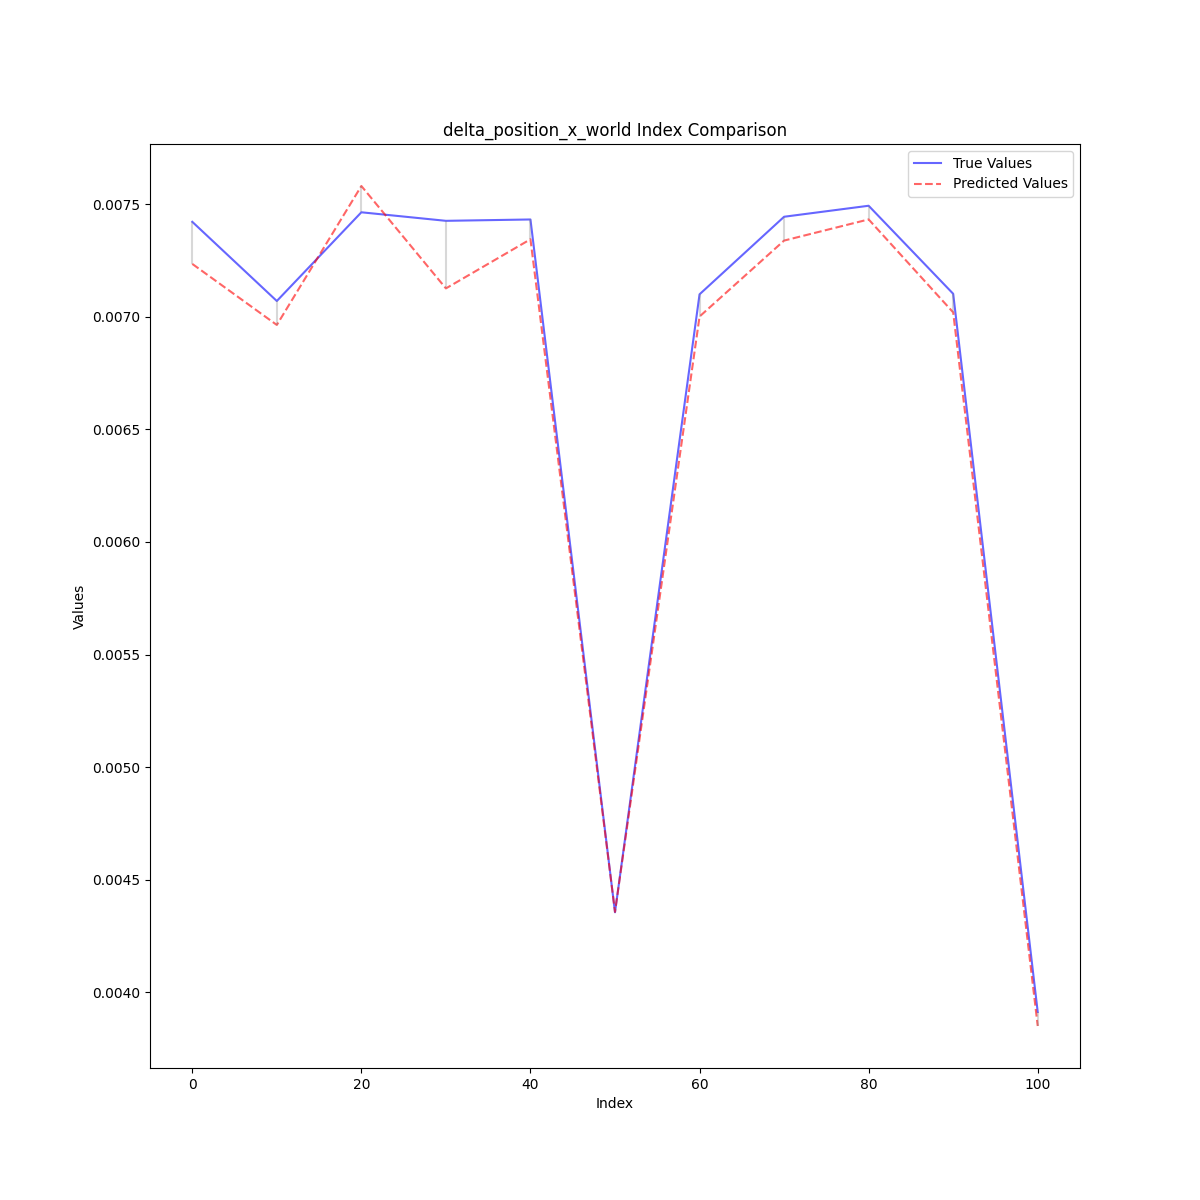 delta_position_x_world Index Comparison
True Values
Predicted Values
0.0075
0.0070
0.0065
0.0060
0.0055
0.0050
0.0045
0.0040
Values
0 20 40 60 80 100
Index